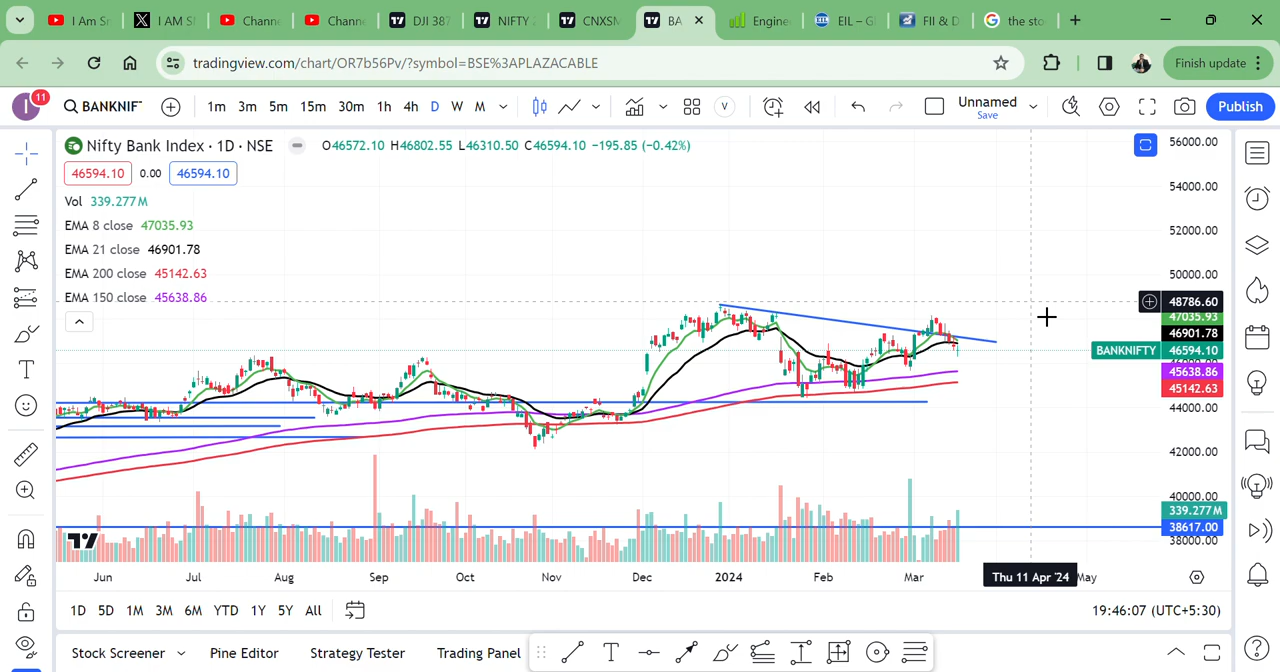 I Am S
I AM S
Chann
Chann
DJI 387
NIFTY 2
CNXSM
BA
Engine
EIL – G
FII & D
the sto
tradingview.com/chart/OR7b56Pv/?symbol=BSE%3APLAZACABLE
Finish update
I
11
BANKNIF
1m 3m 5m 15m 30m 1h 4h D W M
V
Unnamed
Save
Publish
Nifty Bank Index · 1D · NSE
O46572.10 H46802.55 L46310.50 C46594.10 −195.85 (−0.42%)
46594.10 0.00 46594.10
Vol 339.277M
EMA 8 close 47035.93
EMA 21 close 46901.78
EMA 200 close 45142.63
EMA 150 close 45638.86
56000.00
54000.00
52000.00
50000.00
48786.60
47035.93
46901.78
BANKNIFTY 46594.10
45638.86
45142.63
44000.00
42000.00
40000.00
339.277M
38617.00
38000.00
Jun Jul Aug Sep Oct Nov Dec 2024 Feb Mar Thu 11 Apr '24 May
1D 5D 1M 3M 6M YTD 1Y 5Y All
19:46:07 (UTC+5:30)
Stock Screener Pine Editor Strategy Tester Trading Panel